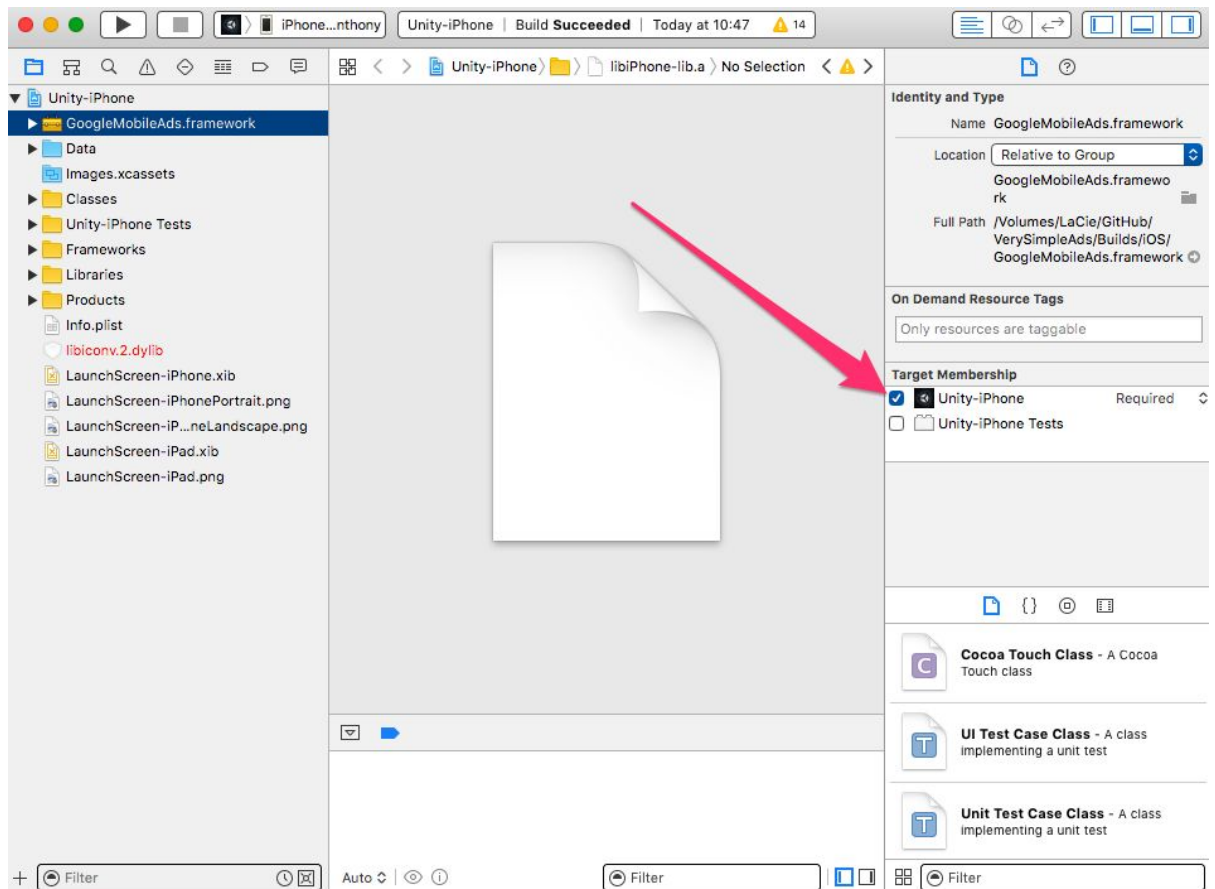 iPhone...nthony
Unity-iPhone | Build Succeeded | Today at 10:47 14
Unity-iPhone
GoogleMobileAds.framework
Data
Images.xcassets
Classes
Unity-iPhone Tests
Frameworks
Libraries
Products
Info.plist
libiconv.2.dylib
LaunchScreen-iPhone.xib
LaunchScreen-iPhonePortrait.png
LaunchScreen-iP...neLandscape.png
LaunchScreen-iPad.xib
LaunchScreen-iPad.png
Filter
Unity-iPhone libiPhone-lib.a No Selection
Auto
Filter
Identity and Type
Name GoogleMobileAds.framework
Location Relative to Group
GoogleMobileAds.framewo
rk
Full Path /Volumes/LaCie/GitHub/
VerySimpleAds/Builds/iOS/
GoogleMobileAds.framework
On Demand Resource Tags
Only resources are taggable
Target Membership
Unity-iPhone Required
Unity-iPhone Tests
{}
C
Cocoa Touch Class - A Cocoa
Touch class
T
UI Test Case Class - A class
implementing a unit test
T
Unit Test Case Class - A class
implementing a unit test
Filter